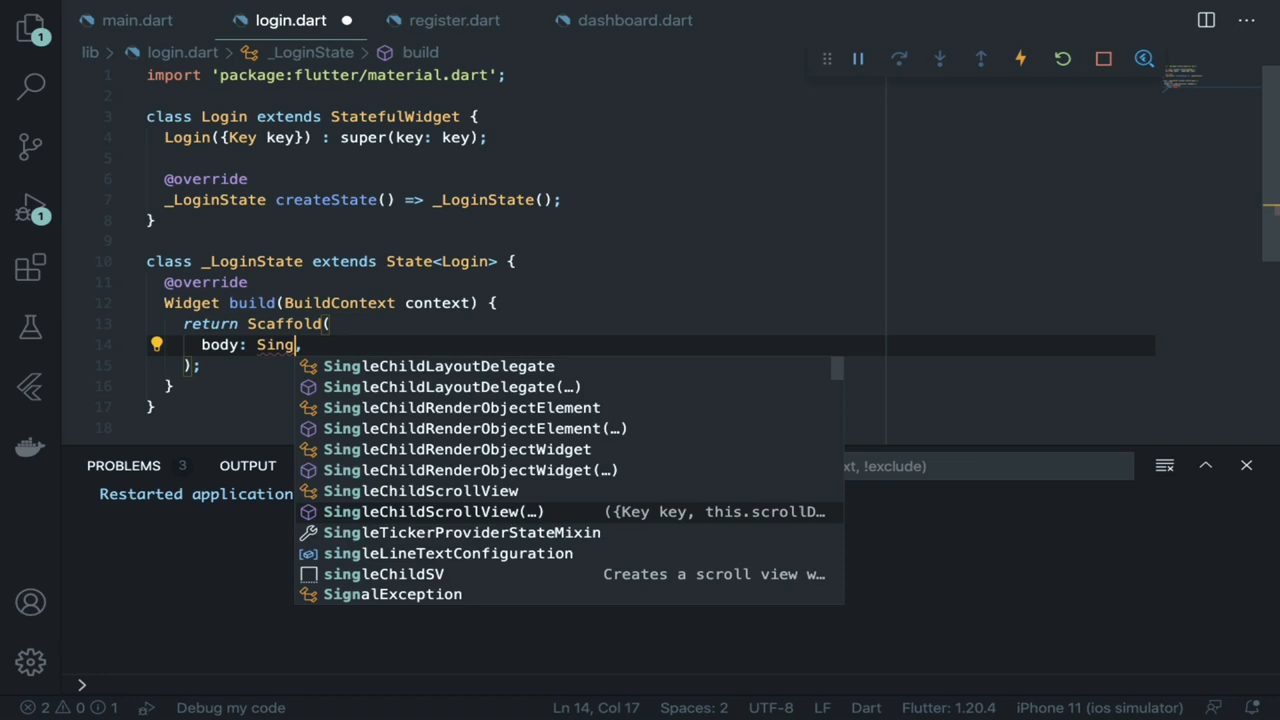 main.dart login.dart register.dart dashboard.dart
lib > login.dart > _LoginState > build
1 import 'package:flutter/material.dart';
2
3 class Login extends StatefulWidget {
4 Login({Key key}) : super(key: key);
5
6 @override
7 _LoginState createState() => _LoginState();
8 }
9
10 class _LoginState extends State<Login> {
11 @override
12 Widget build(BuildContext context) {
13 return Scaffold(
14 body: Sing,
15 );
16 }
17 }
18
SingleChildLayoutDelegate
SingleChildLayoutDelegate(…)
SingleChildRenderObjectElement
SingleChildRenderObjectElement(…)
SingleChildRenderObjectWidget
SingleChildRenderObjectWidget(…)
SingleChildScrollView
SingleChildScrollView(…) ({Key key, this.scrollD…
SingleTickerProviderStateMixin
singleLineTextConfiguration
singleChildSV Creates a scroll view w…
SignalException
1
1
PROBLEMS 3 OUTPUT xt, !exclude)
Restarted application
>
2 0 1 Debug my code Ln 14, Col 17 Spaces: 2 UTF-8 LF Dart Flutter: 1.20.4 iPhone 11 (ios simulator)